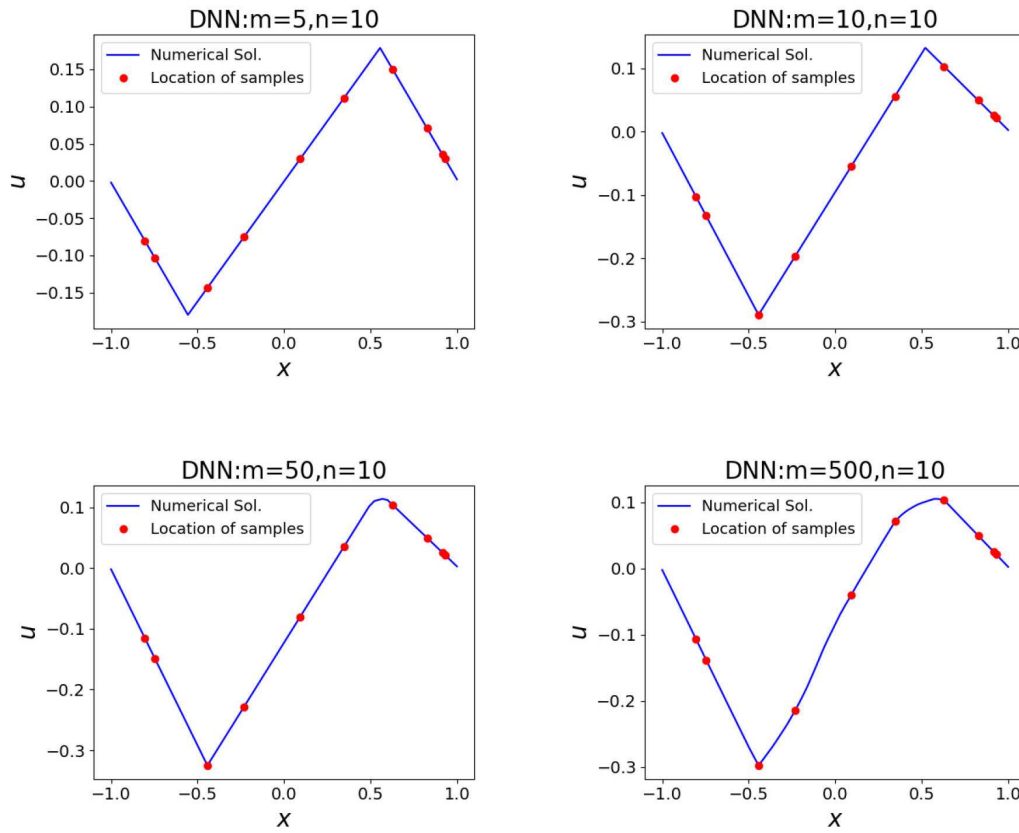 DNN:m=5,n=10
Numerical Sol.
Location of samples
0.15
0.10
0.05
0.00
−0.05
−0.10
−0.15
u
−1.0 −0.5 0.0 0.5 1.0
x
DNN:m=10,n=10
Numerical Sol.
Location of samples
0.1
0.0
−0.1
−0.2
−0.3
u
−1.0 −0.5 0.0 0.5 1.0
x
DNN:m=50,n=10
Numerical Sol.
Location of samples
0.1
0.0
−0.1
−0.2
−0.3
u
−1.0 −0.5 0.0 0.5 1.0
x
DNN:m=500,n=10
Numerical Sol.
Location of samples
0.1
0.0
−0.1
−0.2
−0.3
u
−1.0 −0.5 0.0 0.5 1.0
x